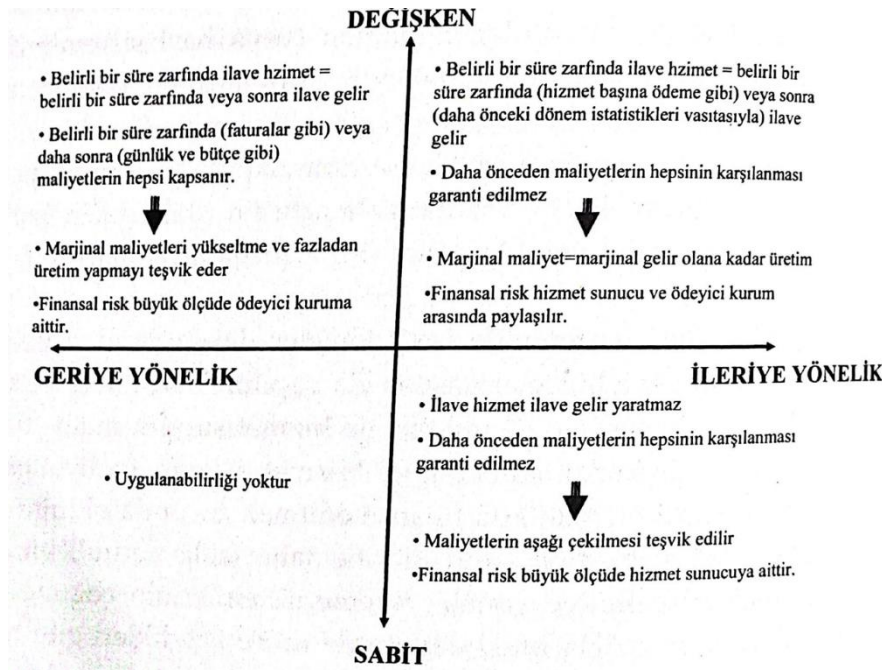 DEĞİŞKEN
• Belirli bir süre zarfında ilave hzimet =
belirli bir süre zarfında veya sonra ilave gelir
• Belirli bir süre zarfında (faturalar gibi) veya
daha sonra (günlük ve bütçe gibi)
maliyetlerin hepsi kapsanır.
• Marjinal maliyetleri yükseltme ve fazladan
üretim yapmayı teşvik eder
•Finansal risk büyük ölçüde ödeyici kuruma
aittir.
• Belirli bir süre zarfında ilave hzimet = belirli bir
süre zarfında (hizmet başına ödeme gibi) veya sonra
(daha önceki dönem istatistikleri vasıtasıyla) ilave
gelir
• Daha önceden maliyetlerin hepsinin karşılanması
garanti edilmez
• Marjinal maliyet=marjinal gelir olana kadar üretim
•Finansal risk hizmet sunucu ve ödeyici kurum
arasında paylaşılır.
GERİYE YÖNELİK
İLERİYE YÖNELİK
• Uygulanabilirliği yoktur
• İlave hizmet ilave gelir yaratmaz
• Daha önceden maliyetlerin hepsinin karşılanması
garanti edilmez
• Maliyetlerin aşağı çekilmesi teşvik edilir
•Finansal risk büyük ölçüde hizmet sunucuya aittir.
SABİT